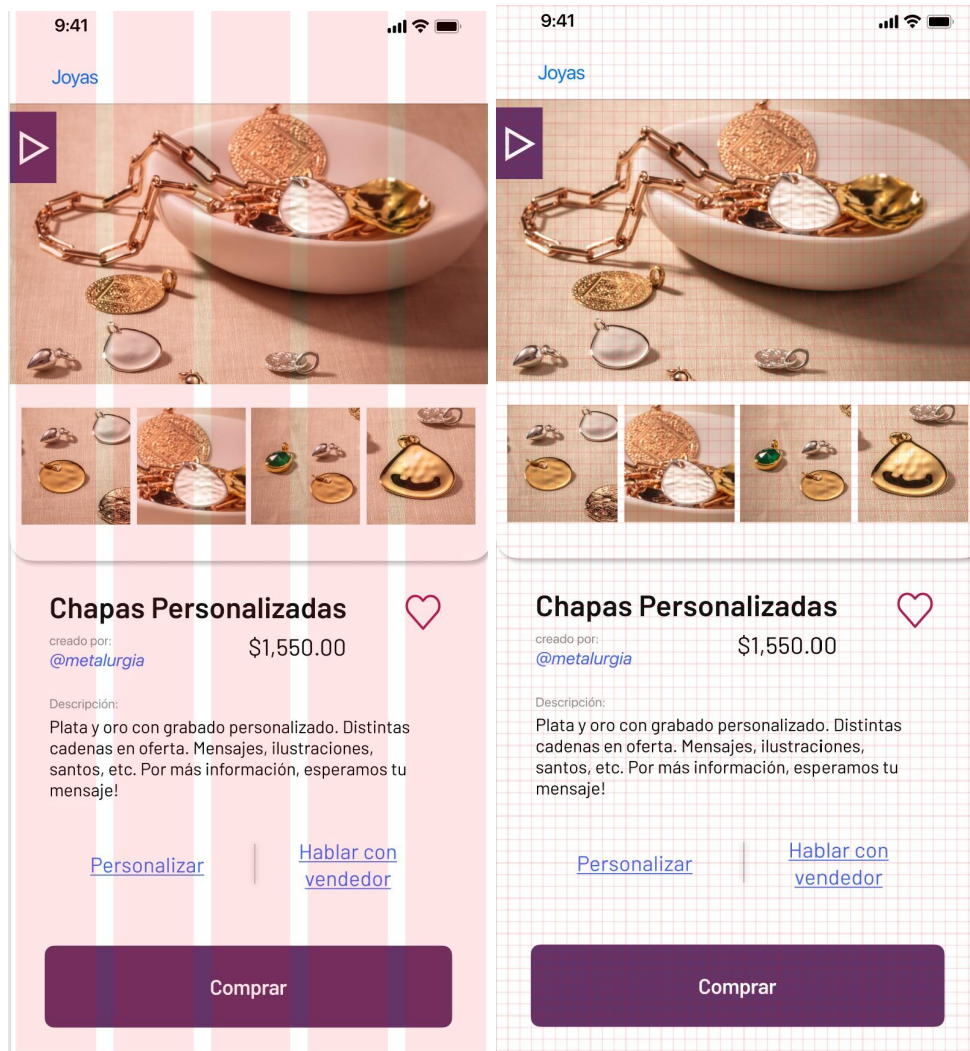 9:41
Joyas
Chapas Personalizadas
creado por:
@metalurgia
$1,550.00
Descripción:
Plata y oro con grabado personalizado. Distintas
cadenas en oferta. Mensajes, ilustraciones,
santos, etc. Por más información, esperamos tu
mensaje!
Personalizar
Hablar con
vendedor
Comprar
9:41
Joyas
Chapas Personalizadas
creado por:
@metalurgia
$1,550.00
Descripción:
Plata y oro con grabado personalizado. Distintas
cadenas en oferta. Mensajes, ilustraciones,
santos, etc. Por más información, esperamos tu
mensaje!
Personalizar
Hablar con
vendedor
Comprar